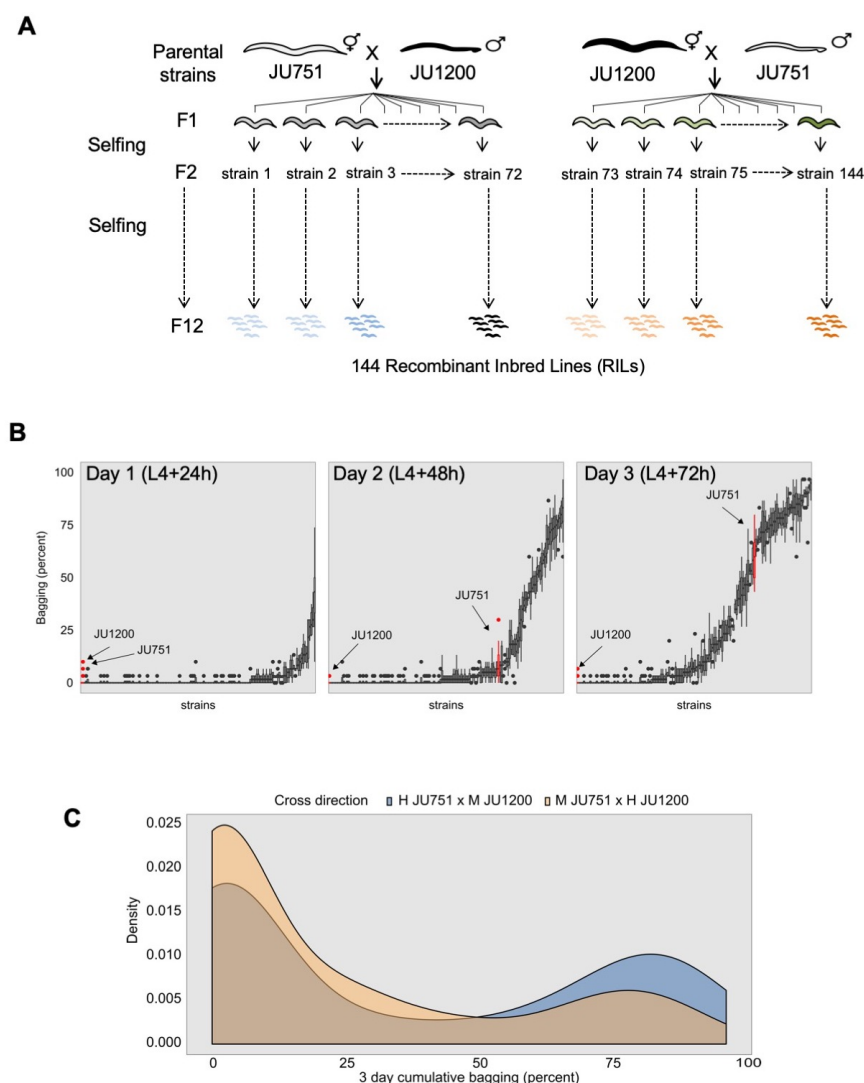 A
Parental strains
JU751
X
JU1200
JU1200
X
JU751
F1
Selfing
F2
strain 1
strain 2
strain 3
strain 72
strain 73
strain 74
strain 75
strain 144
Selfing
F12
144 Recombinant Inbred Lines (RILs)
B
Day 1 (L4+24h)
Day 2 (L4+48h)
Day 3 (L4+72h)
Bagging (percent)
100
75
50
25
0
JU1200
JU751
JU1200
JU751
JU1200
JU751
strains
strains
strains
C
Cross direction
H JU751 x M JU1200
M JU751 x H JU1200
Density
0.025
0.020
0.015
0.010
0.005
0.000
0
25
50
75
100
3 day cumulative bagging (percent)